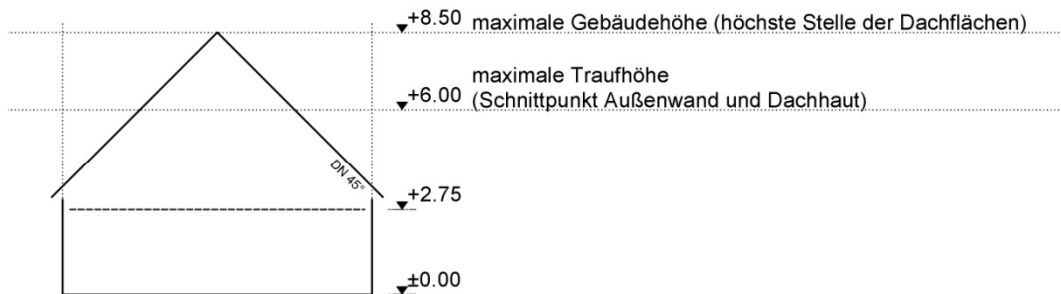 +8.50 maximale Gebäudehöhe (höchste Stelle der Dachflächen)
maximale Traufhöhe
+6.00 (Schnittpunkt Außenwand und Dachhaut)
DN 45°
+2.75
±0.00